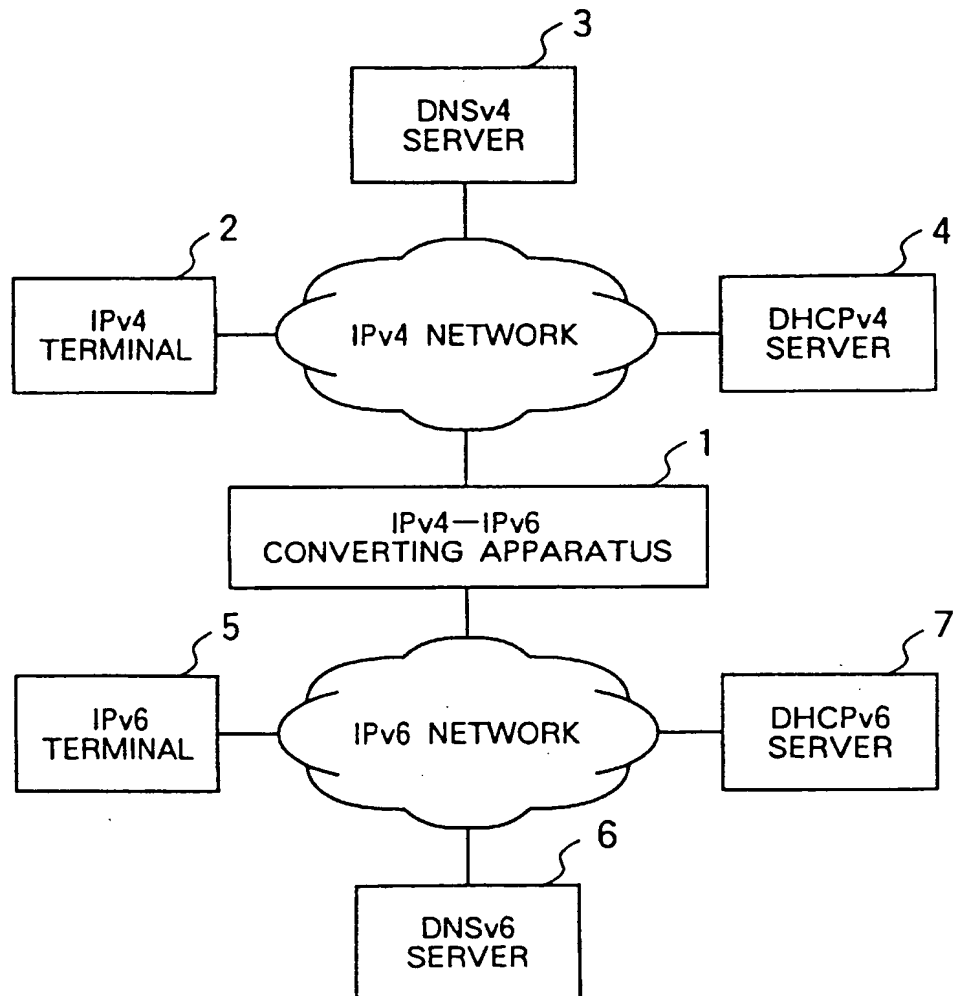 3
DNSv4
SERVER
2
4
IPv4
TERMINAL
IPv4 NETWORK
DHCPv4
SERVER
1
IPv4—IPv6
CONVERTING APPARATUS
5
7
IPv6
TERMINAL
IPv6 NETWORK
DHCPv6
SERVER
6
DNSv6
SERVER